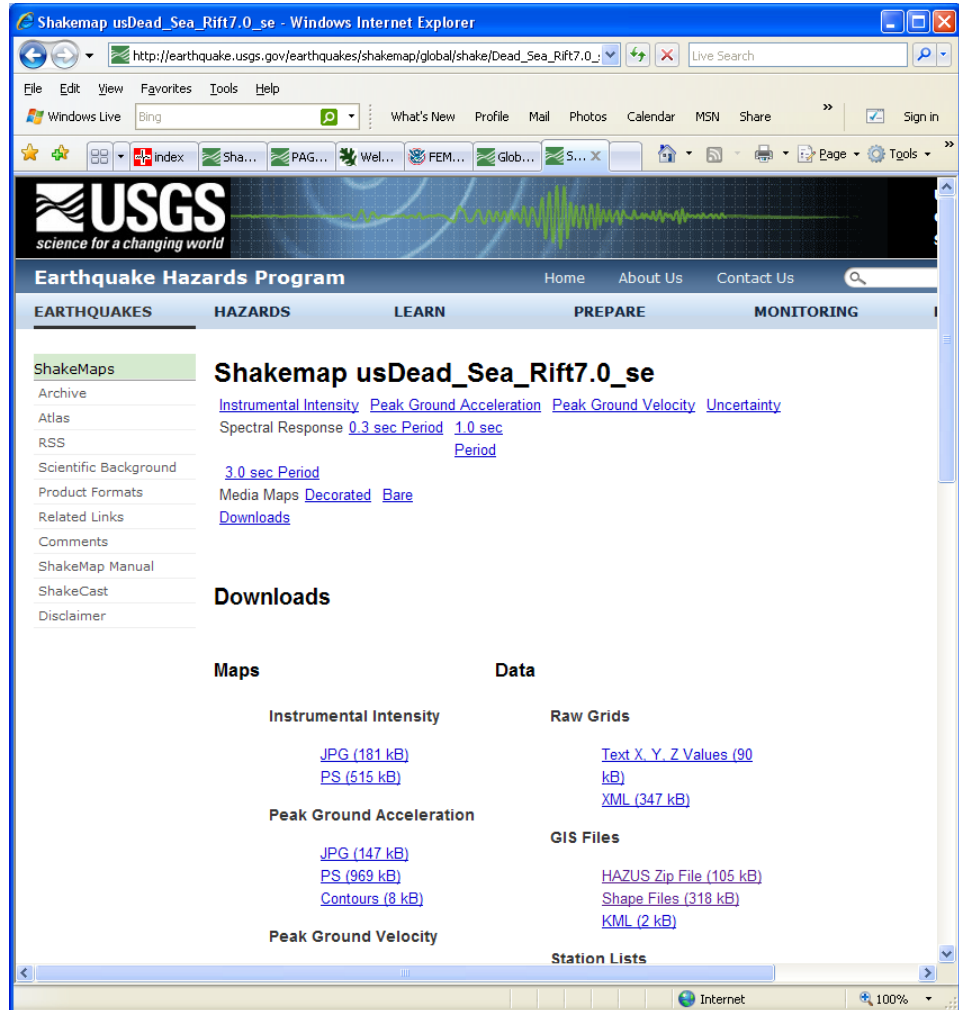 Shakemap usDead_Sea_Rift7.0_se - Windows Internet Explorer
http://earthquake.usgs.gov/earthquakes/shakemap/global/shake/Dead_Sea_Rift7.0_
Live Search
File Edit View Favorites Tools Help
Windows Live Bing What's New Profile Mail Photos Calendar MSN Share » Sign in
index Sha... PAG... Wel... FEM... Glob... S... Page Tools »
USGS
science for a changing world
Earthquake Hazards Program Home About Us Contact Us
EARTHQUAKES HAZARDS LEARN PREPARE MONITORING
ShakeMaps
Archive
Atlas
RSS
Scientific Background
Product Formats
Related Links
Comments
ShakeMap Manual
ShakeCast
Disclaimer
Shakemap usDead_Sea_Rift7.0_se
Instrumental Intensity Peak Ground Acceleration Peak Ground Velocity Uncertainty
Spectral Response 0.3 sec Period 1.0 sec
Period
3.0 sec Period
Media Maps Decorated Bare
Downloads
Downloads
Maps
Instrumental Intensity
JPG (181 kB)
PS (515 kB)
Peak Ground Acceleration
JPG (147 kB)
PS (969 kB)
Contours (8 kB)
Peak Ground Velocity
Data
Raw Grids
Text X, Y, Z Values (90
kB)
XML (347 kB)
GIS Files
HAZUS Zip File (105 kB)
Shape Files (318 kB)
KML (2 kB)
Station Lists
Internet 100%